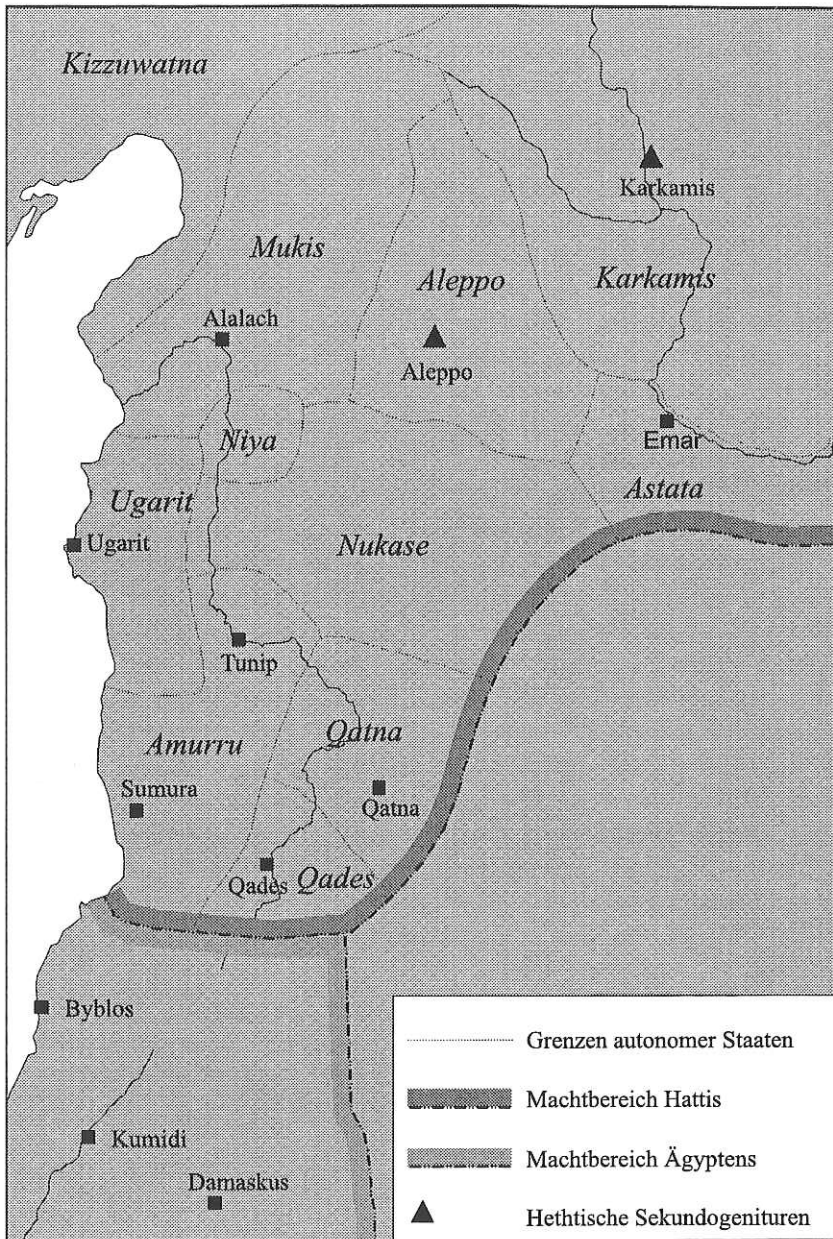 Kizzuwatna
Karkamis
Mukis
Aleppo
Karkamis
Alalach
Aleppo
Niya
Emar
Ugarit
Astata
Ugarit
Nukase
Tunip
Amurru
Qatna
Sumura
Qatna
Qades
Qades
Byblos
Grenzen autonomer Staaten
Machtbereich Hattis
Kumidi
Machtbereich Ägyptens
Damaskus
Hethtische Sekundogenituren